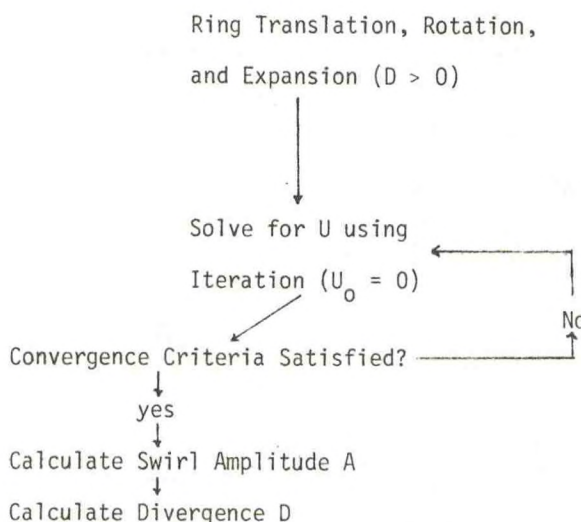 Ring Translation, Rotation,
and Expansion (D > 0)
Solve for U using
Iteration (U₀ = 0)
No
Convergence Criteria Satisfied?
yes
Calculate Swirl Amplitude A
Calculate Divergence D